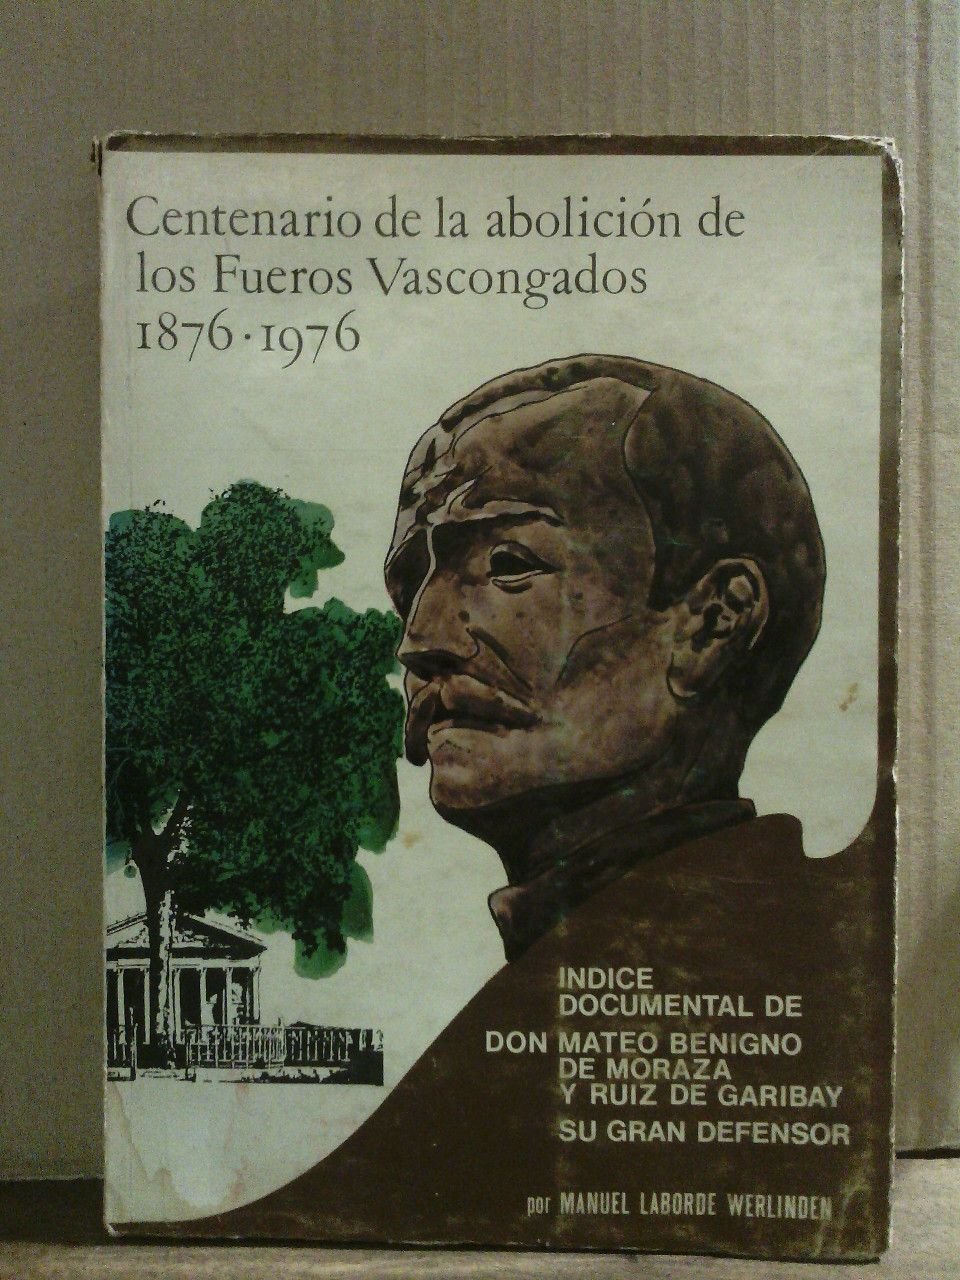 Centenario de la abolición de
los Fueros Vascongados
1876·1976
INDICE
DOCUMENTAL DE
DON MATEO BENIGNO
DE MORAZA
Y RUIZ DE GARIBAY
SU GRAN DEFENSOR
por MANUEL LABORDE WERLINDEN